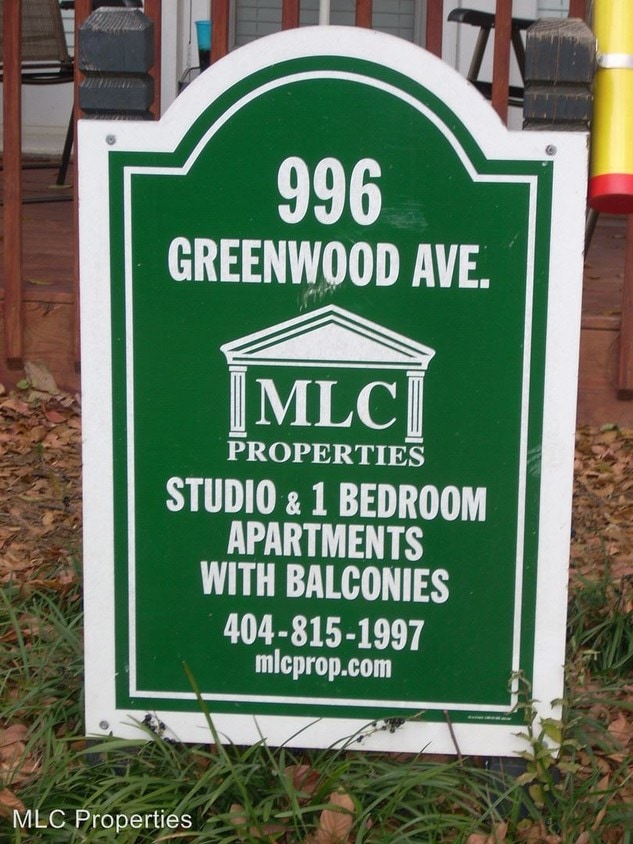 996
GREENWOOD AVE.
MLC
PROPERTIES
STUDIO & 1 BEDROOM
APARTMENTS
WITH BALCONIES
404-815-1997
mlcprop.com
MLC Properties